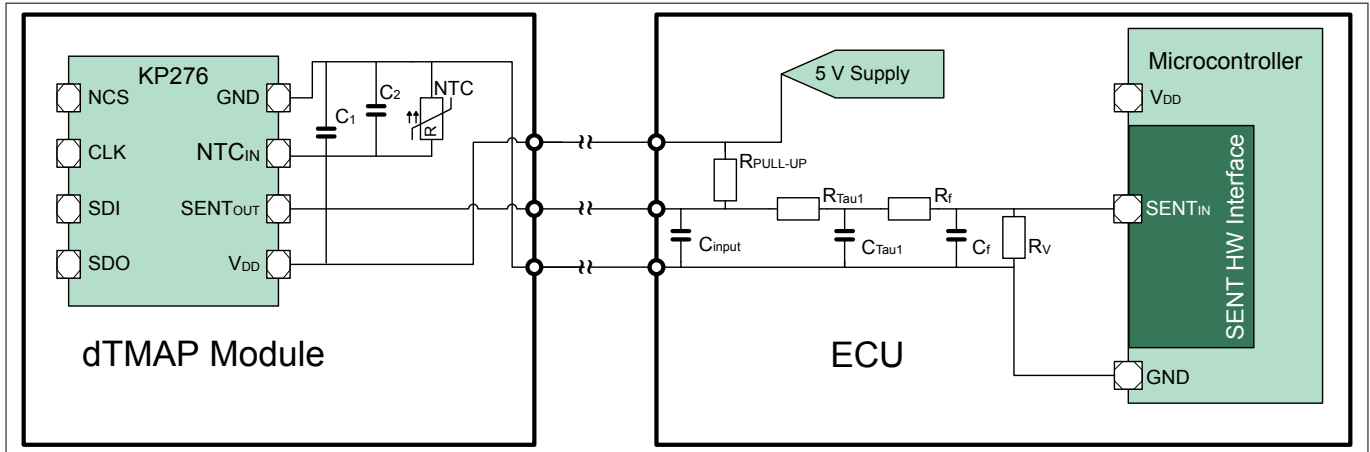 KP276
NCS
GND
CLK
NTCIN
SDI
SENTOUT
SDO
VDD
C1
C2
NTC
R
dTMAP Module
5 V Supply
RPULL-UP
RTau1
Rf
Cinput
CTau1
Cf
RV
ECU
Microcontroller
VDD
SENTIN
SENT HW Interface
GND